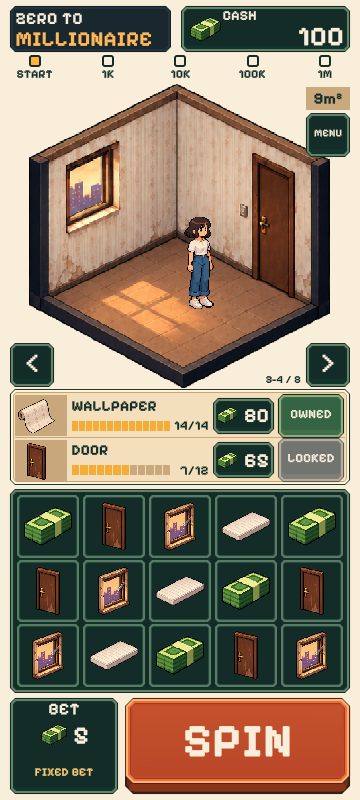 ZERO TO
MILLIONAIRE
CASH
100
START
1K
10K
100K
1M
9m²
MENU
3-4 / 8
WALLPAPER
14/14
80
OWNED
DOOR
7/12
65
LOCKED
BET
5
FIXED BET
SPIN